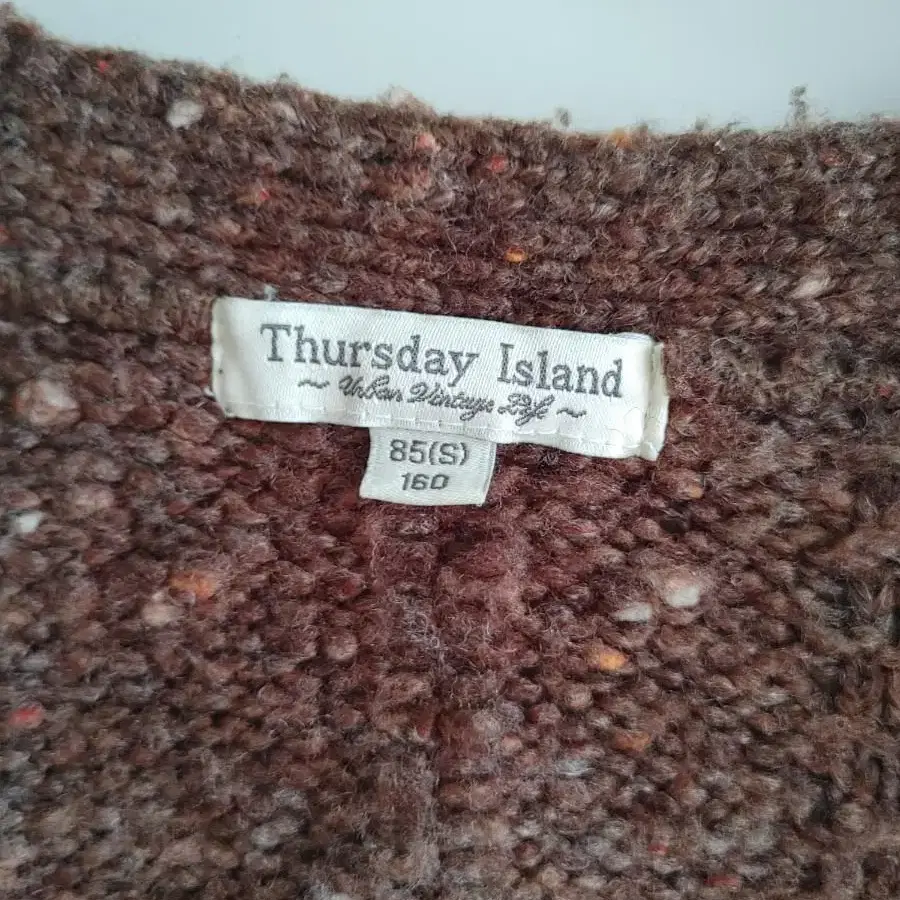 Thursday Island
~ Urban Vintage Life ~
85(S)
160